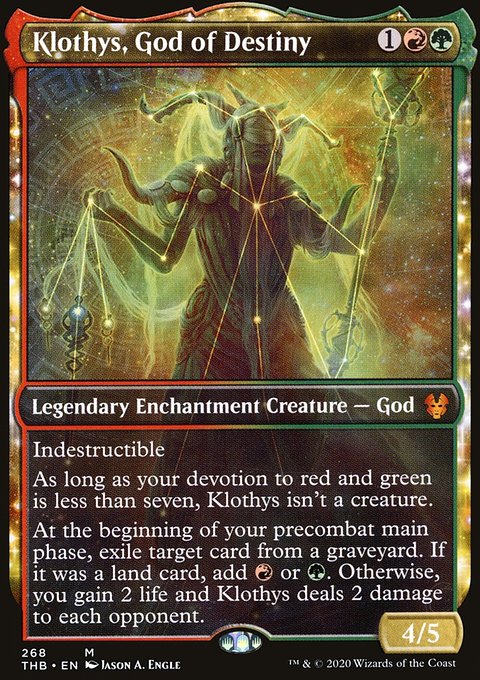 Klothys, God of Destiny 1
Legendary Enchantment Creature — God
Indestructible
As long as your devotion to red and green
is less than seven, Klothys isn't a creature.
At the beginning of your precombat main
phase, exile target card from a graveyard. If
it was a land card, add or . Otherwise,
you gain 2 life and Klothys deals 2 damage
to each opponent.
4/5
268 M
THB • EN Jason A. Engle
™ & © 2020 Wizards of the Coast